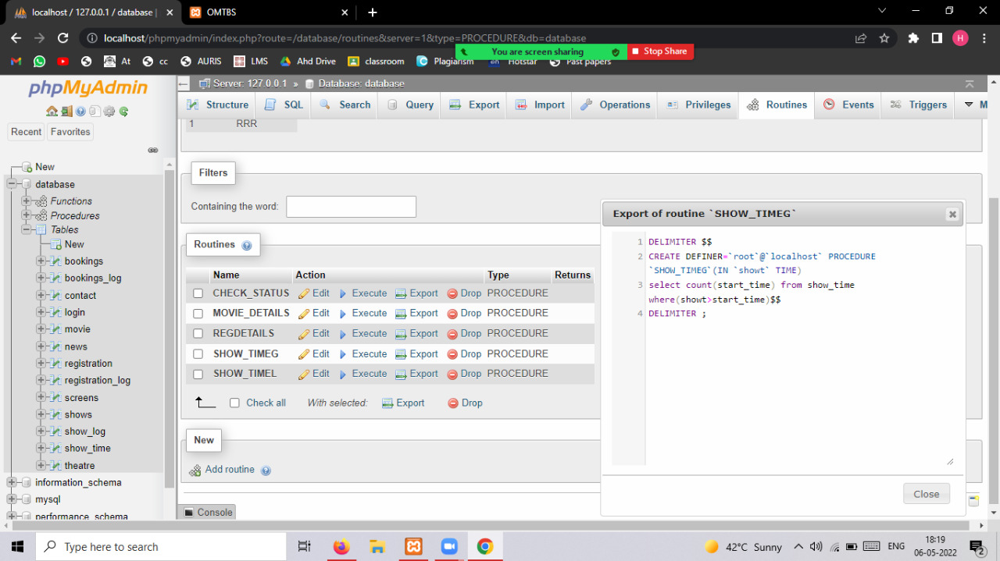 localhost / 127.0.0.1 / database |
OMTBS
localhost/phpmyadmin/index.php?route=/database/routines&server=1&type=PROCEDURE&db=database
H
At
cc
AURIS
LMS
Ahd Drive
classroom
Plagiarism
Hotstar
Past papers
You are screen sharing
Stop Share
phpMyAdmin
Server: 127.0.0.1 » Database: database
Structure
SQL
Search
Query
Export
Import
Operations
Privileges
Routines
Events
Triggers
Recent
Favorites
1 RRR
New
database
Functions
Procedures
Tables
New
bookings
bookings_log
contact
login
movie
news
registration
registration_log
screens
shows
show_log
show_time
theatre
information_schema
mysql
performance_schema
Filters
Containing the word:
Routines
Name Action Type Returns
CHECK_STATUS Edit Execute Export Drop PROCEDURE
MOVIE_DETAILS Edit Execute Export Drop PROCEDURE
REGDETAILS Edit Execute Export Drop PROCEDURE
SHOW_TIMEG Edit Execute Export Drop PROCEDURE
SHOW_TIMEL Edit Execute Export Drop PROCEDURE
Check all With selected: Export Drop
New
Add routine
Console
Export of routine `SHOW_TIMEG`
1 DELIMITER $$
2 CREATE DEFINER=`root`@`localhost` PROCEDURE
`SHOW_TIMEG`(IN `showt` TIME)
3 select count(start_time) from show_time
where(showt>start_time)$$
4 DELIMITER ;
Close
Type here to search
42°C Sunny
ENG
18:19
06-05-2022
2